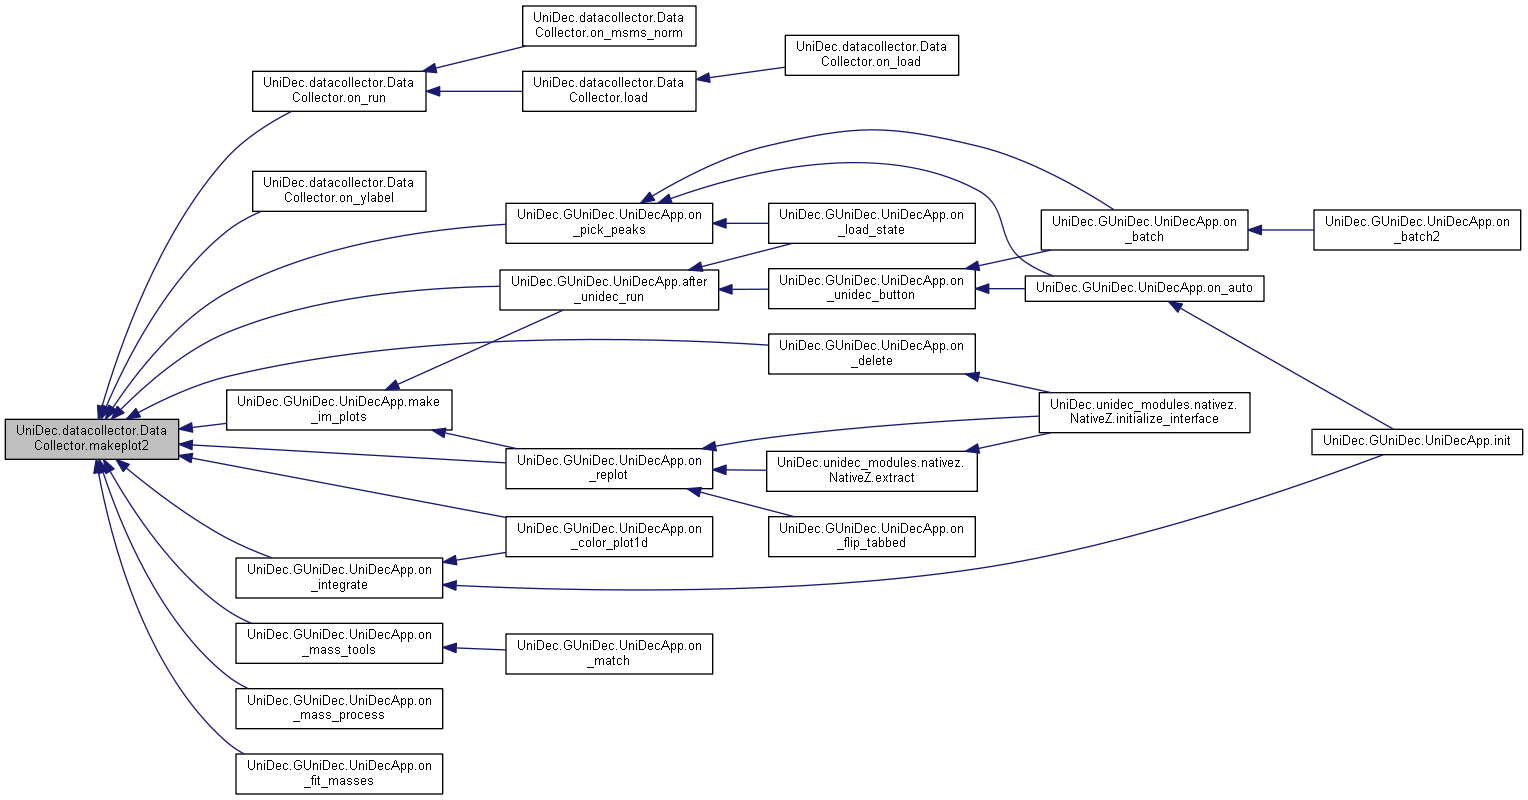 UniDec.datacollector.Data
Collector.makeplot2
UniDec.datacollector.Data
Collector.on_run
UniDec.datacollector.Data
Collector.on_msms_norm
UniDec.datacollector.Data
Collector.load
UniDec.datacollector.Data
Collector.on_load
UniDec.datacollector.Data
Collector.on_ylabel
UniDec.GUniDec.UniDecApp.on
_pick_peaks
UniDec.GUniDec.UniDecApp.on
_load_state
UniDec.GUniDec.UniDecApp.on
_batch
UniDec.GUniDec.UniDecApp.on
_batch2
UniDec.GUniDec.UniDecApp.after
_unidec_run
UniDec.GUniDec.UniDecApp.on
_unidec_button
UniDec.GUniDec.UniDecApp.on_auto
UniDec.GUniDec.UniDecApp.on
_delete
UniDec.GUniDec.UniDecApp.make
_im_plots
UniDec.unidec_modules.nativez.
NativeZ.initialize_interface
UniDec.GUniDec.UniDecApp.init
UniDec.GUniDec.UniDecApp.on
_replot
UniDec.unidec_modules.nativez.
NativeZ.extract
UniDec.GUniDec.UniDecApp.on
_color_plot1d
UniDec.GUniDec.UniDecApp.on
_flip_tabbed
UniDec.GUniDec.UniDecApp.on
_integrate
UniDec.GUniDec.UniDecApp.on
_mass_tools
UniDec.GUniDec.UniDecApp.on
_match
UniDec.GUniDec.UniDecApp.on
_mass_process
UniDec.GUniDec.UniDecApp.on
_fit_masses